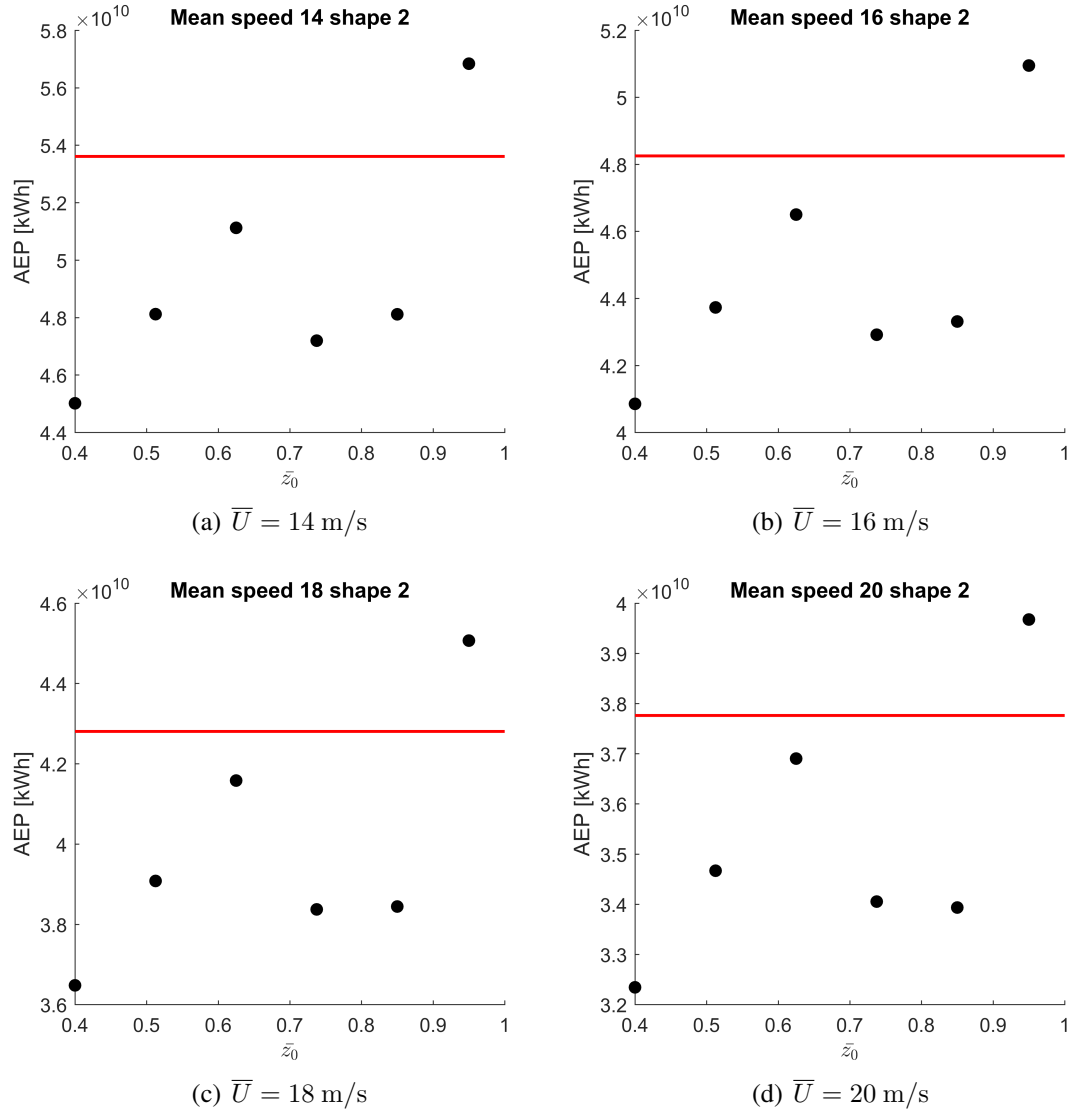 ×10^10
Mean speed 14 shape 2
5.8
5.6
5.4
5.2
5
4.8
4.6
4.4
AEP [kWh]
0.4 0.5 0.6 0.7 0.8 0.9 1
z̄₀
(a) U̅ = 14 m/s
×10^10
Mean speed 16 shape 2
5.2
5
4.8
4.6
4.4
4.2
4
AEP [kWh]
0.4 0.5 0.6 0.7 0.8 0.9 1
z̄₀
(b) U̅ = 16 m/s
×10^10
Mean speed 18 shape 2
4.6
4.4
4.2
4
3.8
3.6
AEP [kWh]
0.4 0.5 0.6 0.7 0.8 0.9 1
z̄₀
(c) U̅ = 18 m/s
×10^10
Mean speed 20 shape 2
4
3.9
3.8
3.7
3.6
3.5
3.4
3.3
3.2
AEP [kWh]
0.4 0.5 0.6 0.7 0.8 0.9 1
z̄₀
(d) U̅ = 20 m/s